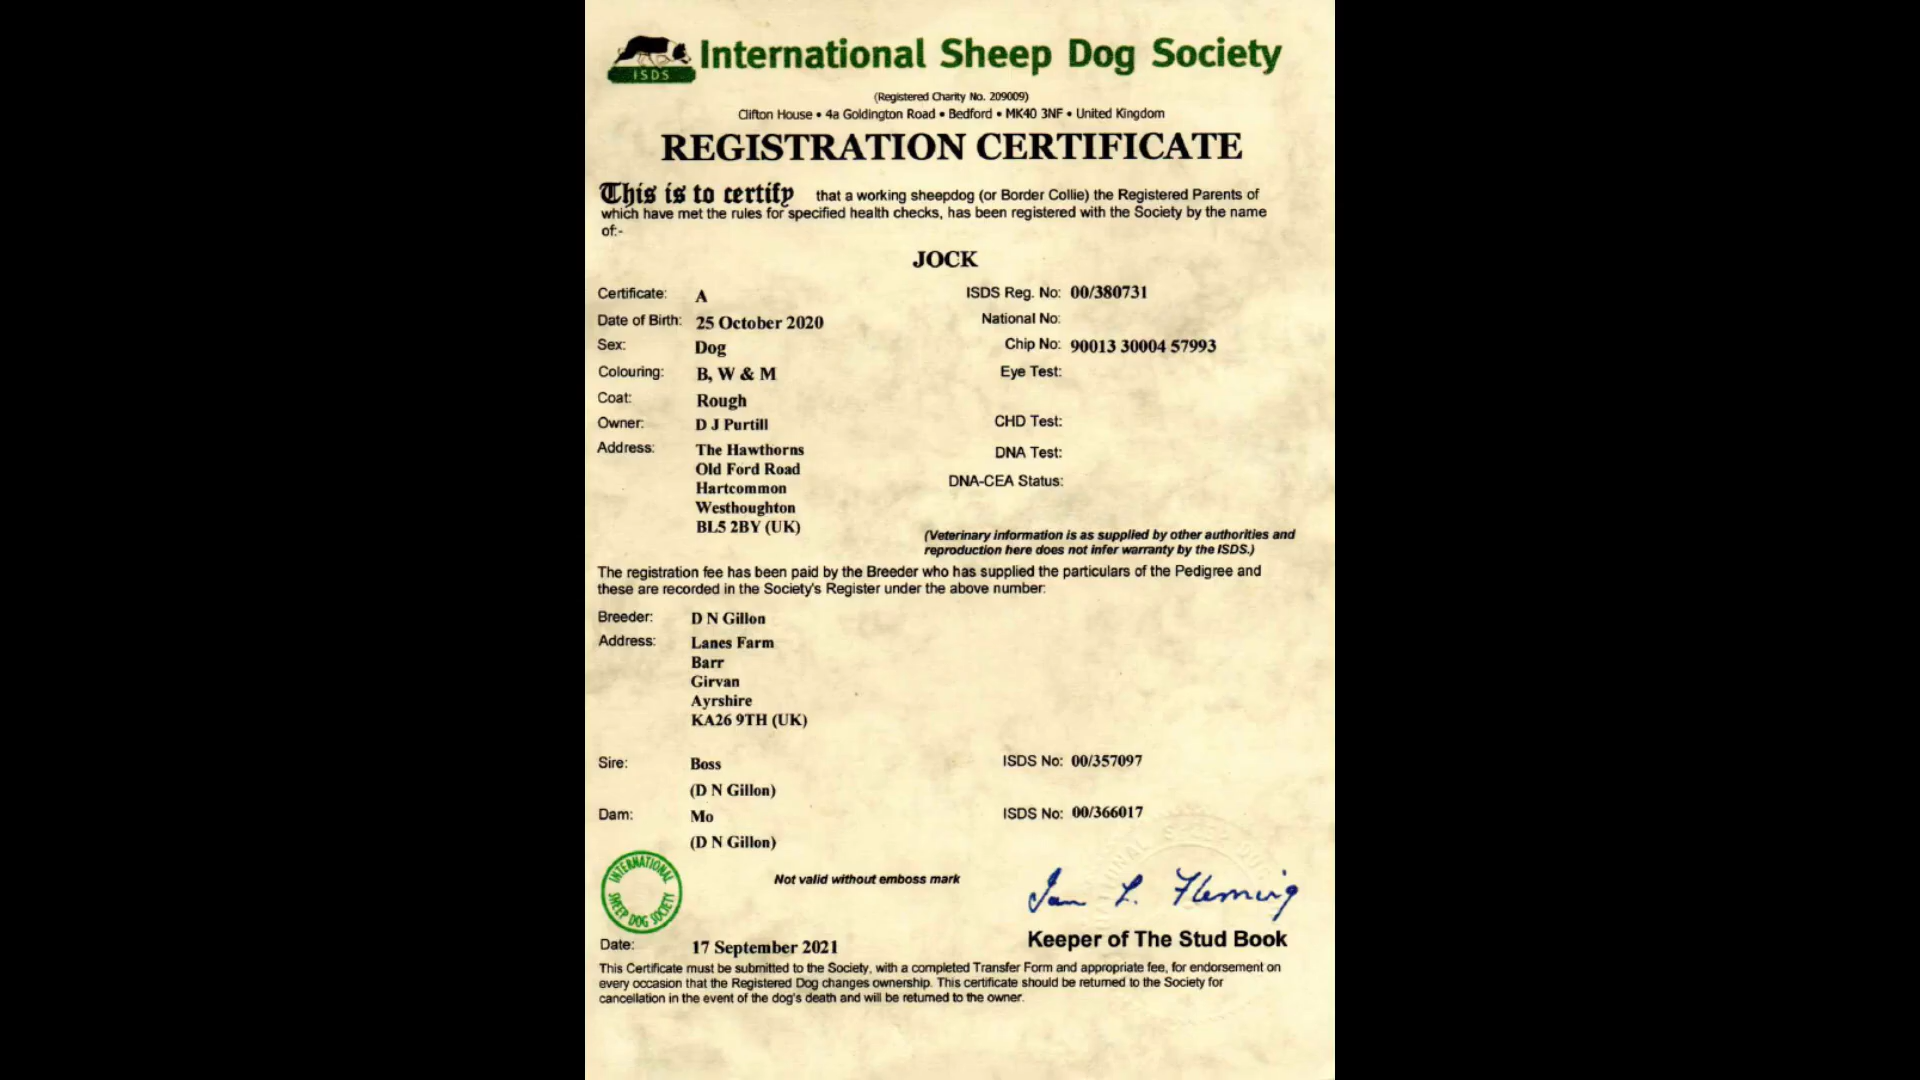 ISDS
International Sheep Dog Society
(Registered Charity No. 209009)
Clifton House • 4a Goldington Road • Bedford • MK40 3NF • United Kingdom
REGISTRATION CERTIFICATE
This is to certify that a working sheepdog (or Border Collie) the Registered Parents of
which have met the rules for specified health checks, has been registered with the Society by the name
of:-
JOCK
Certificate: A ISDS Reg. No: 00/380731
Date of Birth: 25 October 2020 National No:
Sex: Dog Chip No: 90013 30004 57993
Colouring: B, W & M Eye Test:
Coat: Rough
Owner: D J Purtill CHD Test:
Address: The Hawthorns DNA Test:
Old Ford Road
Hartcommon DNA-CEA Status:
Westhoughton
BL5 2BY (UK)
(Veterinary information is as supplied by other authorities and
reproduction here does not infer warranty by the ISDS.)
The registration fee has been paid by the Breeder who has supplied the particulars of the Pedigree and
these are recorded in the Society's Register under the above number:
Breeder: D N Gillon
Address: Lanes Farm
Barr
Girvan
Ayrshire
KA26 9TH (UK)
Sire: Boss ISDS No: 00/357097
(D N Gillon)
Dam: Mo ISDS No: 00/366017
(D N Gillon)
INTERNATIONAL SHEEP DOG SOCIETY
Not valid without emboss mark
Ian L. Fleming
Keeper of The Stud Book
Date: 17 September 2021
This Certificate must be submitted to the Society, with a completed Transfer Form and appropriate fee, for endorsement on
every occasion that the Registered Dog changes ownership. This certificate should be returned to the Society for
cancellation in the event of the dog's death and will be returned to the owner.